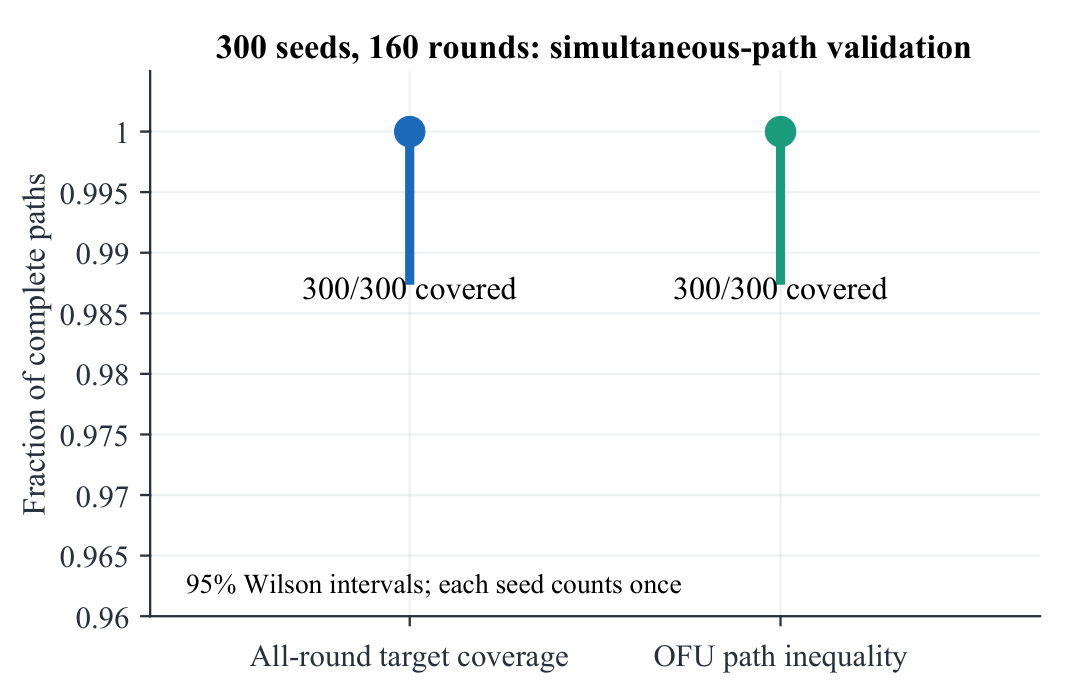 300 seeds, 160 rounds: simultaneous-path validation
Fraction of complete paths
1
0.995
0.99
0.985
0.98
0.975
0.97
0.965
0.96
300/300 covered
300/300 covered
95% Wilson intervals; each seed counts once
All-round target coverage
OFU path inequality